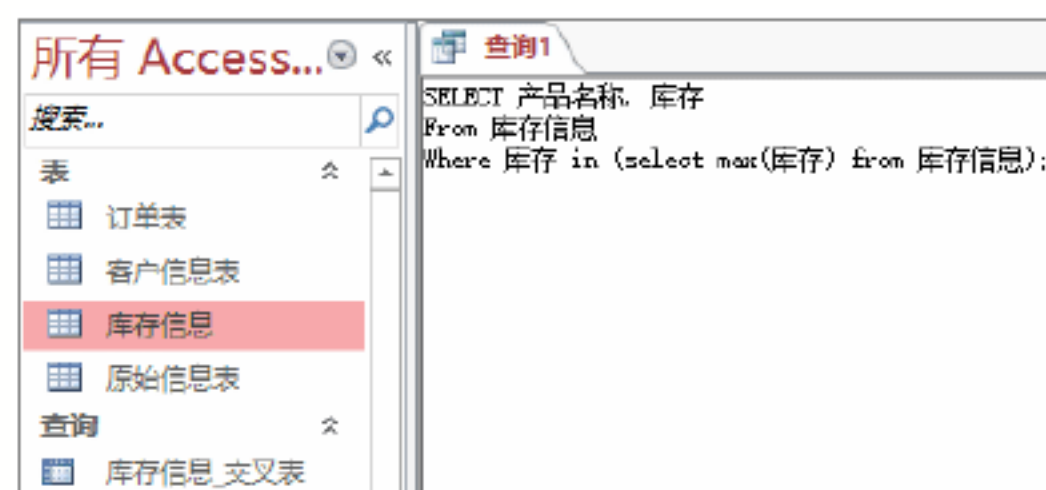 所有 Access...
搜索...
表
订单表
客户信息表
库存信息
原始信息表
查询
库存信息_交叉表
查询1
SELECT 产品名称, 库存
From 库存信息
Where 库存 in (select max(库存) from 库存信息);